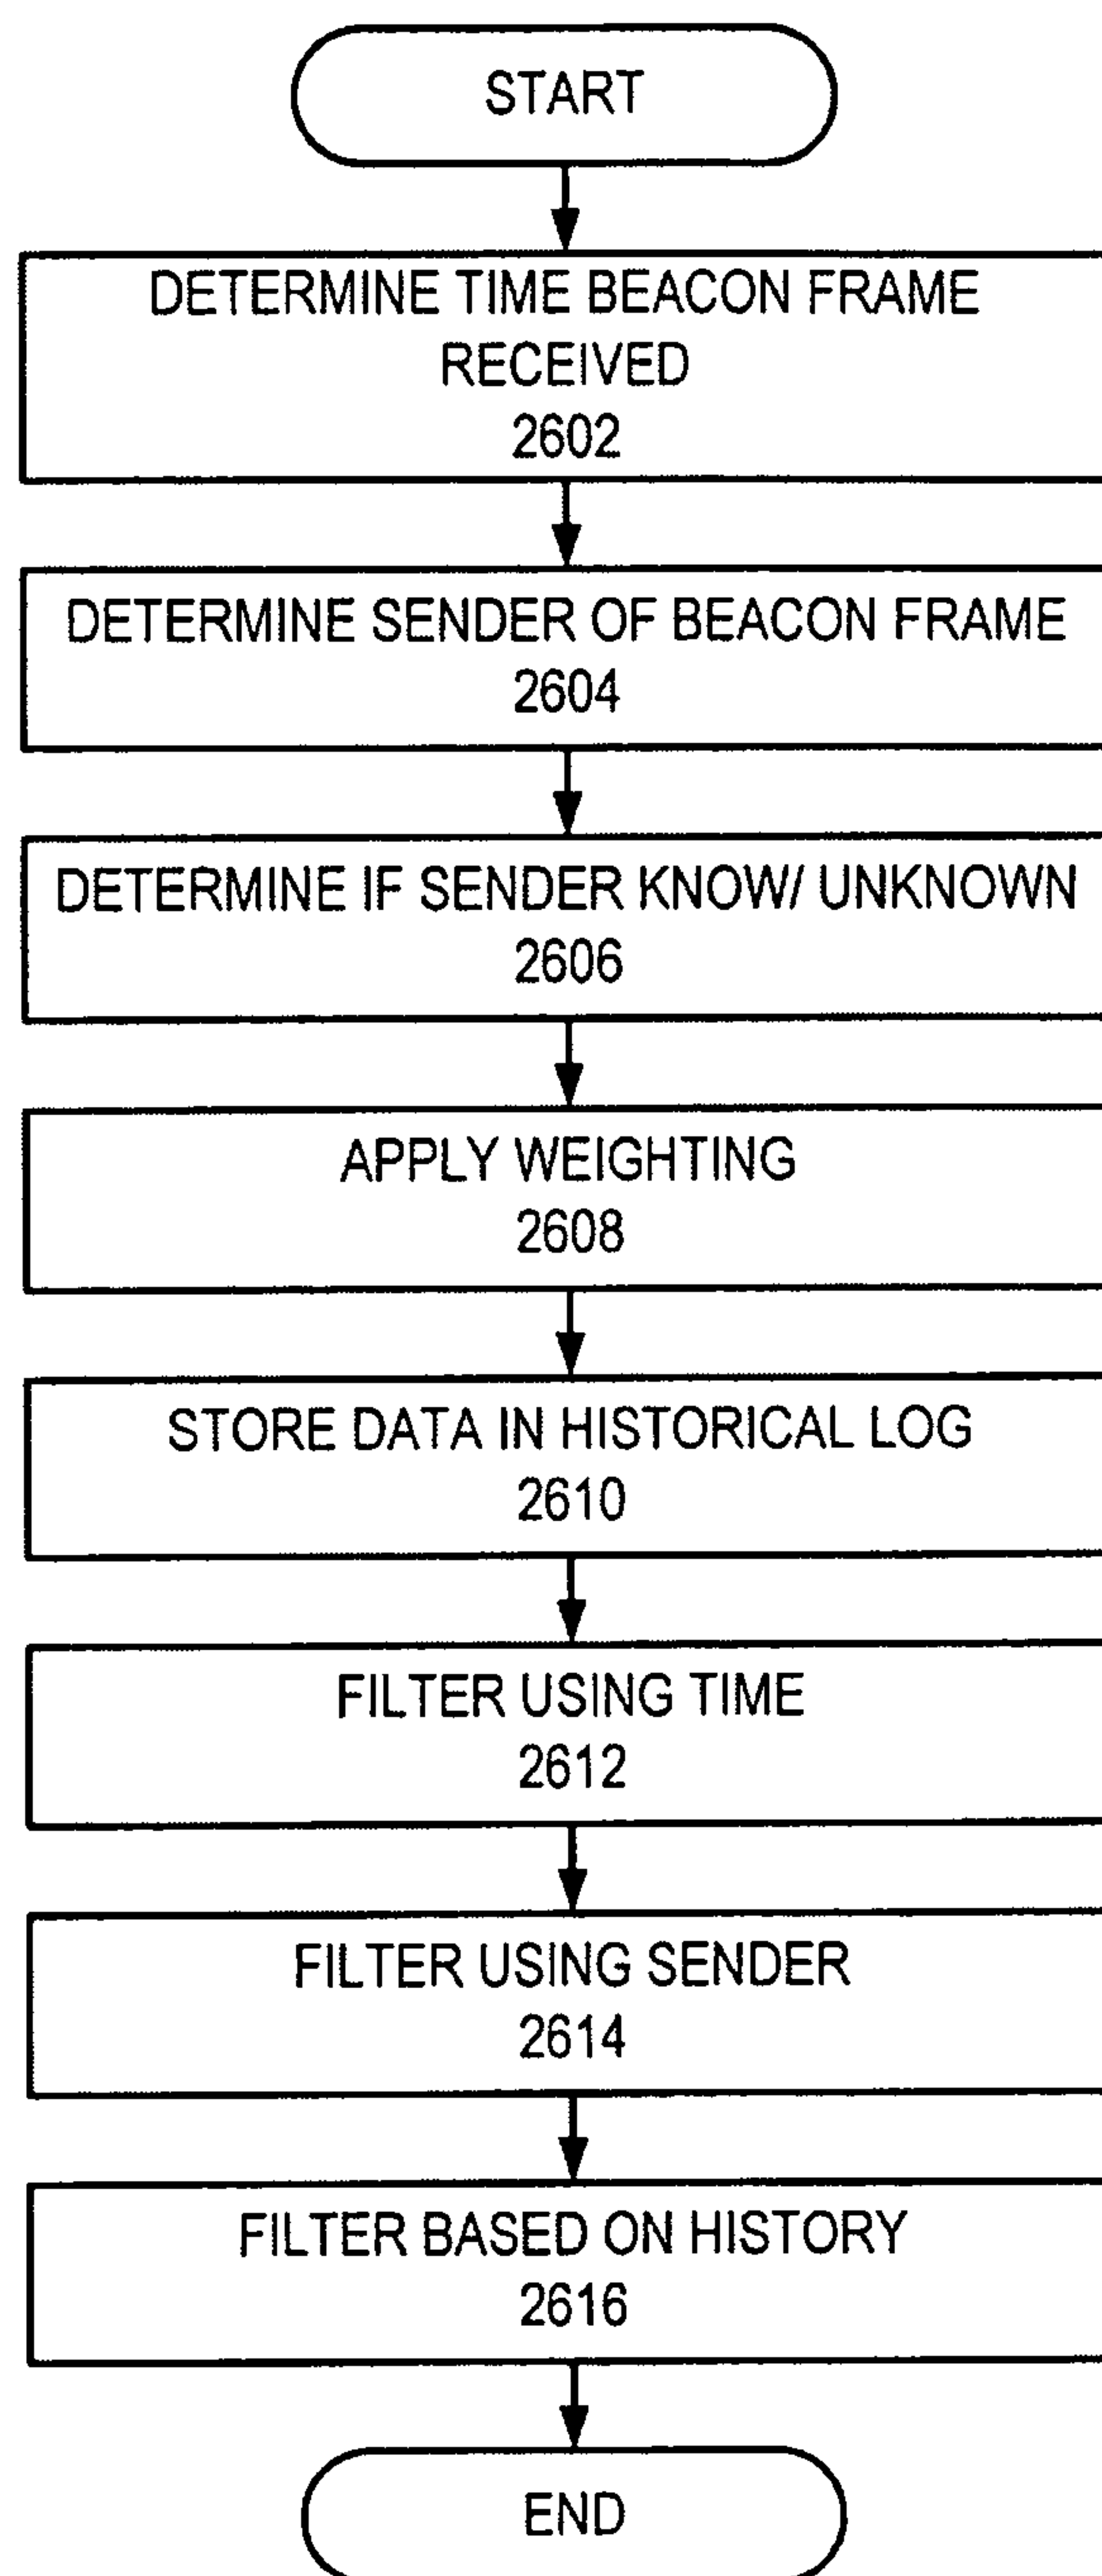 START
DETERMINE TIME BEACON FRAME
RECEIVED
2602
DETERMINE SENDER OF BEACON FRAME
2604
DETERMINE IF SENDER KNOW/ UNKNOWN
2606
APPLY WEIGHTING
2608
STORE DATA IN HISTORICAL LOG
2610
FILTER USING TIME
2612
FILTER USING SENDER
2614
FILTER BASED ON HISTORY
2616
END